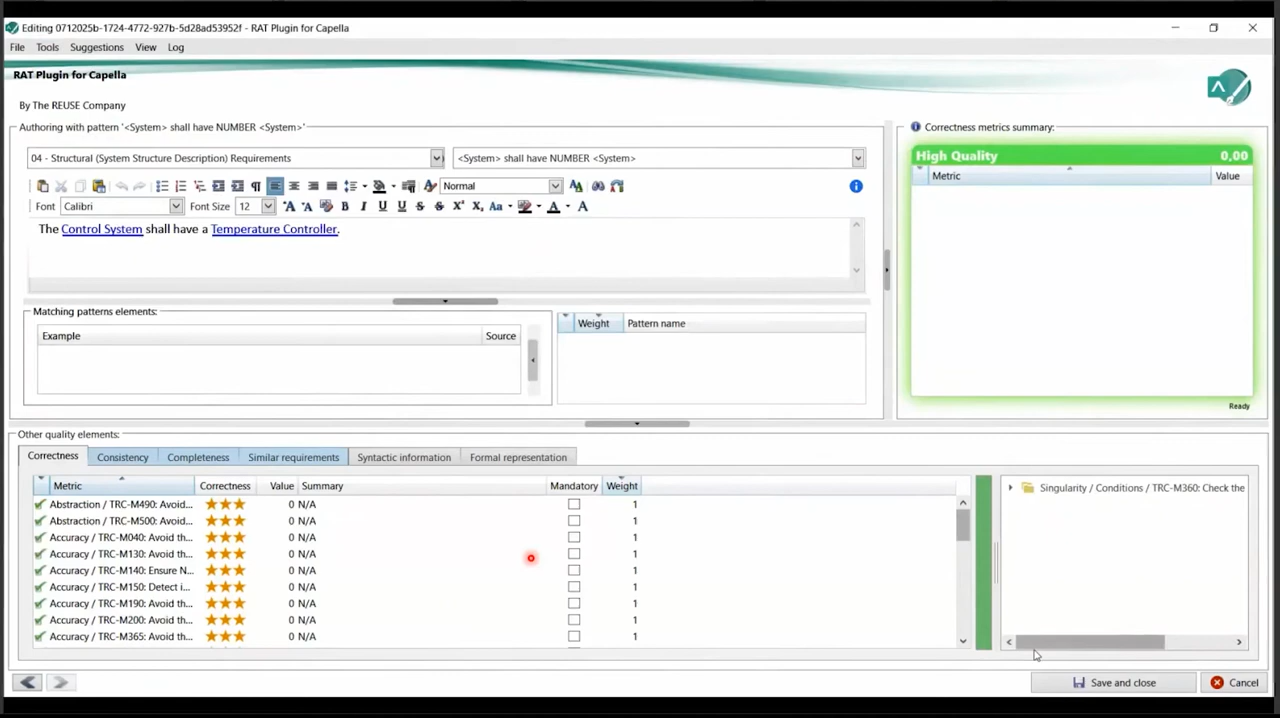 Editing 0712025b-1724-4772-927b-5d28ad53952f - RAT Plugin for Capella
File Tools Suggestions View Log
RAT Plugin for Capella
By The REUSE Company
Authoring with pattern '<System> shall have NUMBER <System>'
04 - Structural (System Structure Description) Requirements
<System> shall have NUMBER <System>
Normal
Font Calibri Font Size 12
The Control System shall have a Temperature Controller.
Matching patterns elements:
Example Source
Weight Pattern name
Correctness metrics summary:
High Quality 0,00
Metric Value
Ready
Other quality elements:
Correctness Consistency Completeness Similar requirements Syntactic information Formal representation
Metric Correctness Value Summary Mandatory Weight
Abstraction / TRC-M490: Avoid... 0 N/A 1
Abstraction / TRC-M500: Avoid... 0 N/A 1
Accuracy / TRC-M040: Avoid th... 0 N/A 1
Accuracy / TRC-M130: Avoid th... 0 N/A 1
Accuracy / TRC-M140: Ensure N... 0 N/A 1
Accuracy / TRC-M150: Detect i... 0 N/A 1
Accuracy / TRC-M190: Avoid th... 0 N/A 1
Accuracy / TRC-M200: Avoid th... 0 N/A 1
Accuracy / TRC-M365: Avoid th... 0 N/A 1
Singularity / Conditions / TRC-M360: Check the
Save and close Cancel